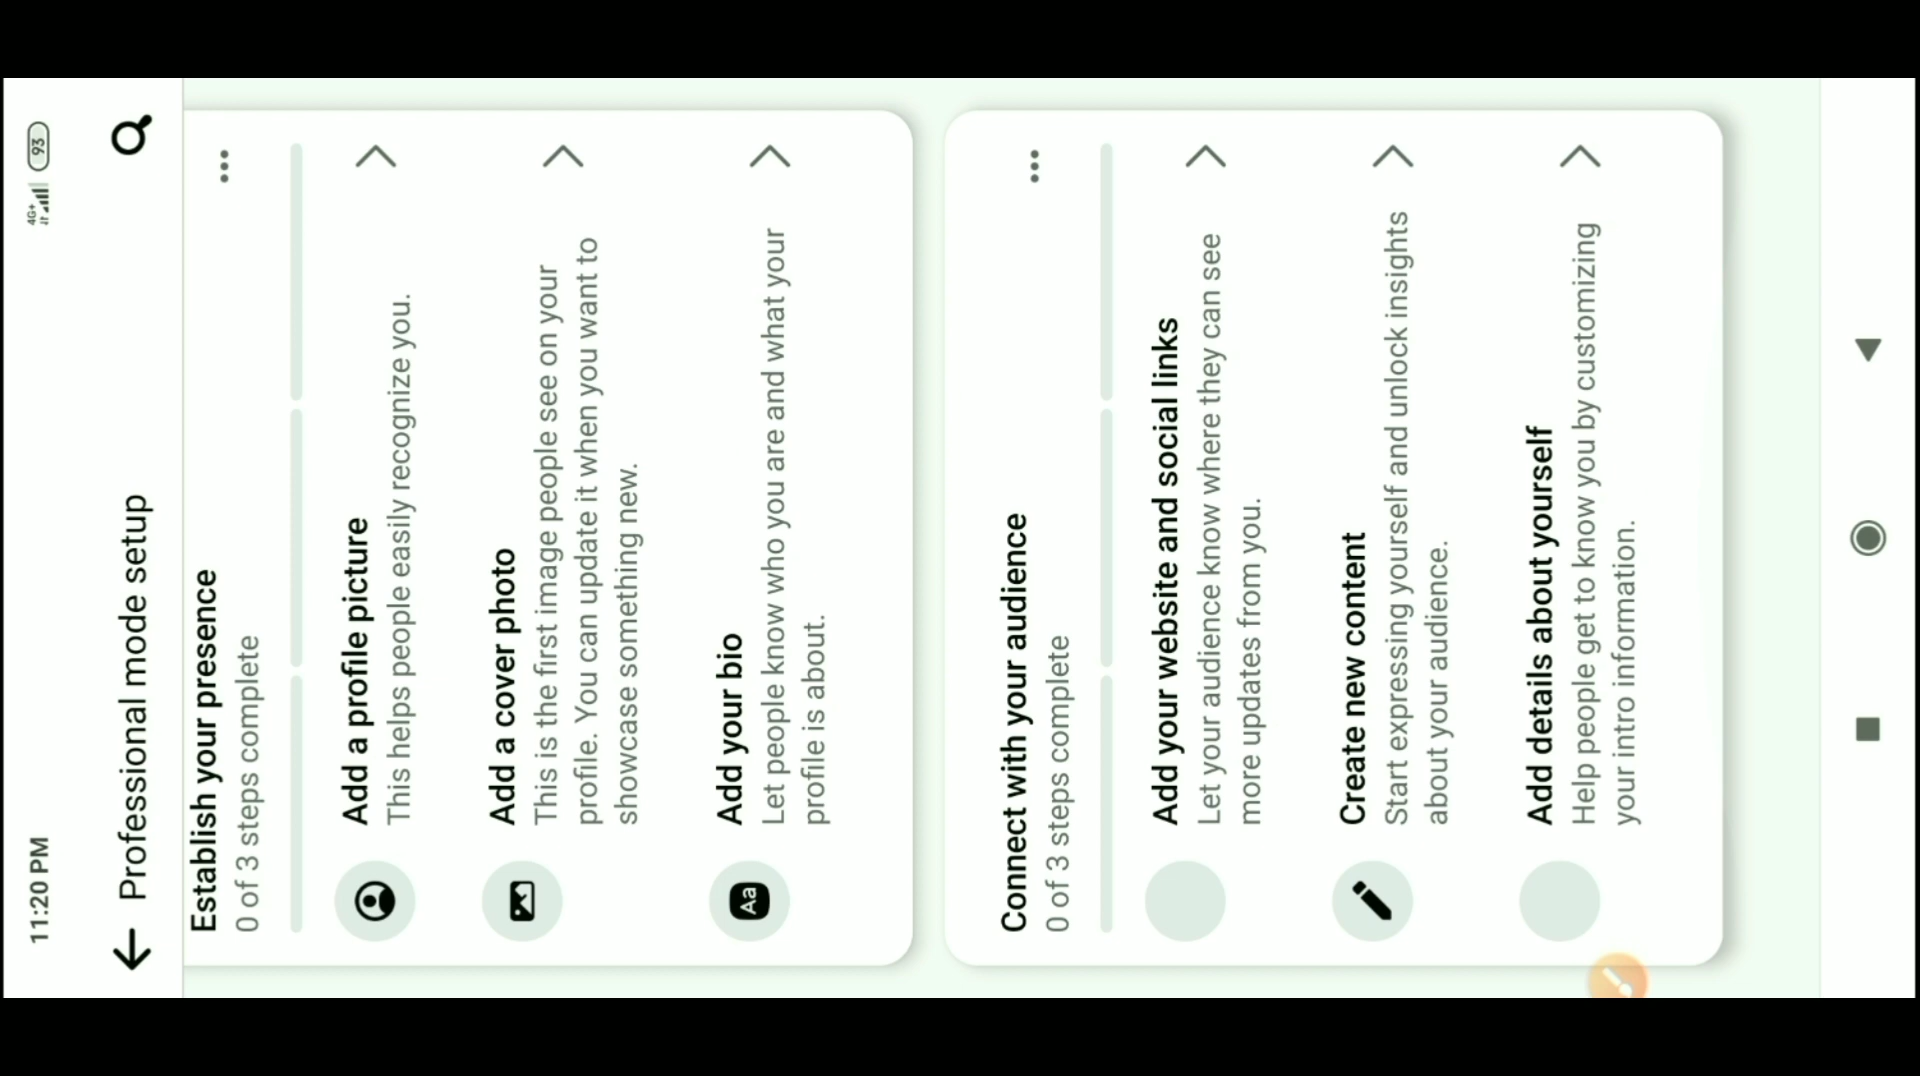 11:20 PM
4G+
93
Professional mode setup
Establish your presence
0 of 3 steps complete
Add a profile picture
This helps people easily recognize you.
Add a cover photo
This is the first image people see on your
profile. You can update it when you want to
showcase something new.
Aa
Add your bio
Let people know who you are and what your
profile is about.
Connect with your audience
0 of 3 steps complete
Add your website and social links
Let your audience know where they can see
more updates from you.
Create new content
Start expressing yourself and unlock insights
about your audience.
Add details about yourself
Help people get to know you by customizing
your intro information.